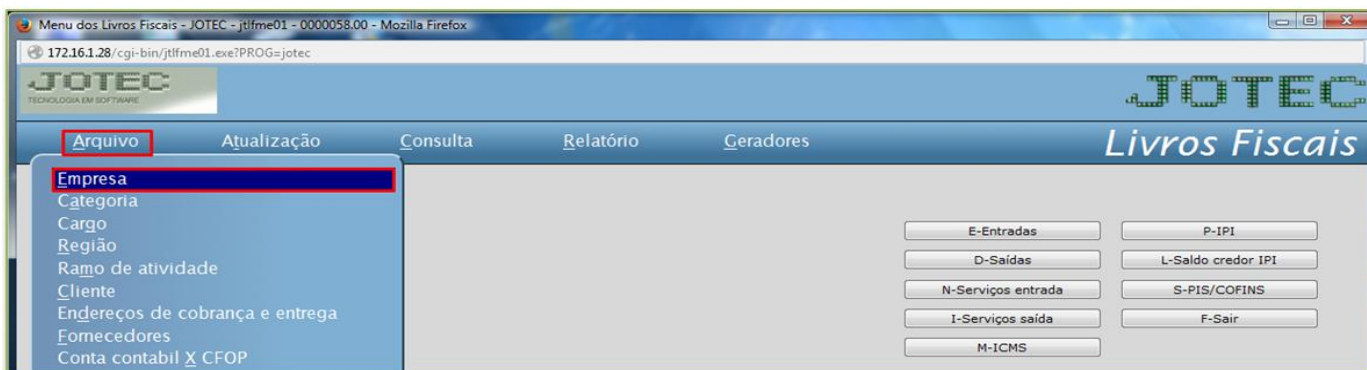 Menu dos Livros Fiscais - JOTEC - jtlfme01 - 0000058.00 - Mozilla Firefox
172.16.1.28/cgi-bin/jtlfme01.exe?PROG=jotec
JOTEC
TECNOLOGIA EM SOFTWARE
JOTEC
Arquivo Atualização Consulta Relatório Geradores Livros Fiscais
Empresa
Categoria
Cargo
Região
Ramo de atividade
Cliente
Endereços de cobrança e entrega
Fornecedores
Conta contabil X CFOP
E-Entradas P-IPI
D-Saídas L-Saldo credor IPI
N-Serviços entrada S-PIS/COFINS
I-Serviços saída F-Sair
M-ICMS